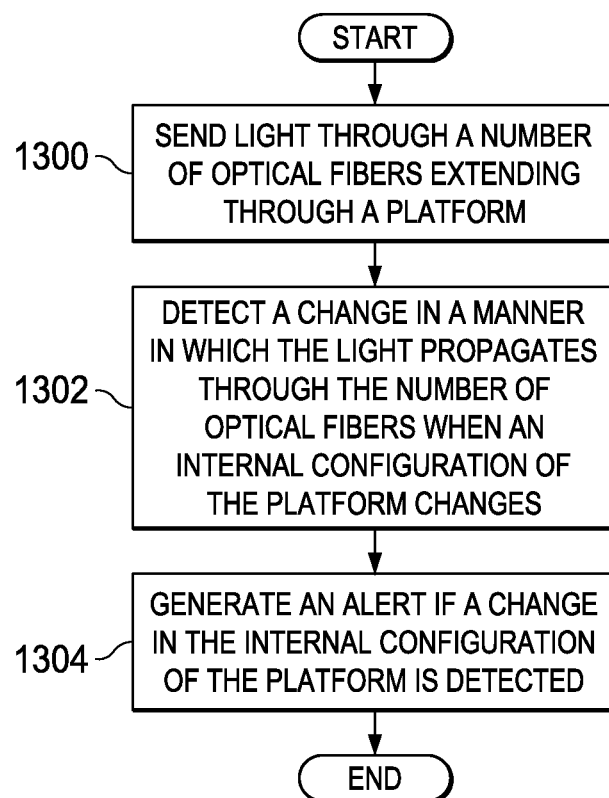 START
1300
SEND LIGHT THROUGH A NUMBER
OF OPTICAL FIBERS EXTENDING
THROUGH A PLATFORM
1302
DETECT A CHANGE IN A MANNER
IN WHICH THE LIGHT PROPAGATES
THROUGH THE NUMBER OF
OPTICAL FIBERS WHEN AN
INTERNAL CONFIGURATION OF
THE PLATFORM CHANGES
1304
GENERATE AN ALERT IF A CHANGE
IN THE INTERNAL CONFIGURATION
OF THE PLATFORM IS DETECTED
END